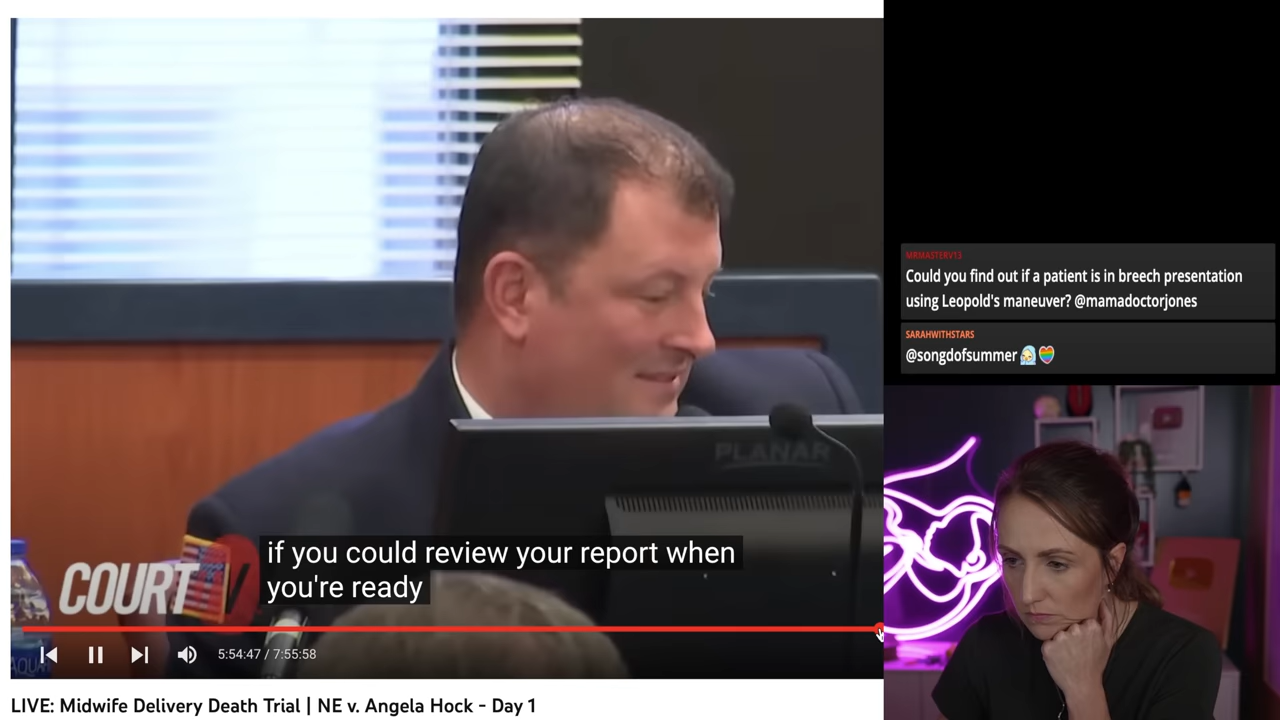 MRMASTERV13
Could you find out if a patient is in breech presentation
using Leopold's maneuver? @mamadoctorjones
SARAHWITHSTARS
@songdofsummer
PLANAR
if you could review your report when
you're ready
COURT TV
5:54:47 / 7:55:58
LIVE: Midwife Delivery Death Trial | NE v. Angela Hock - Day 1